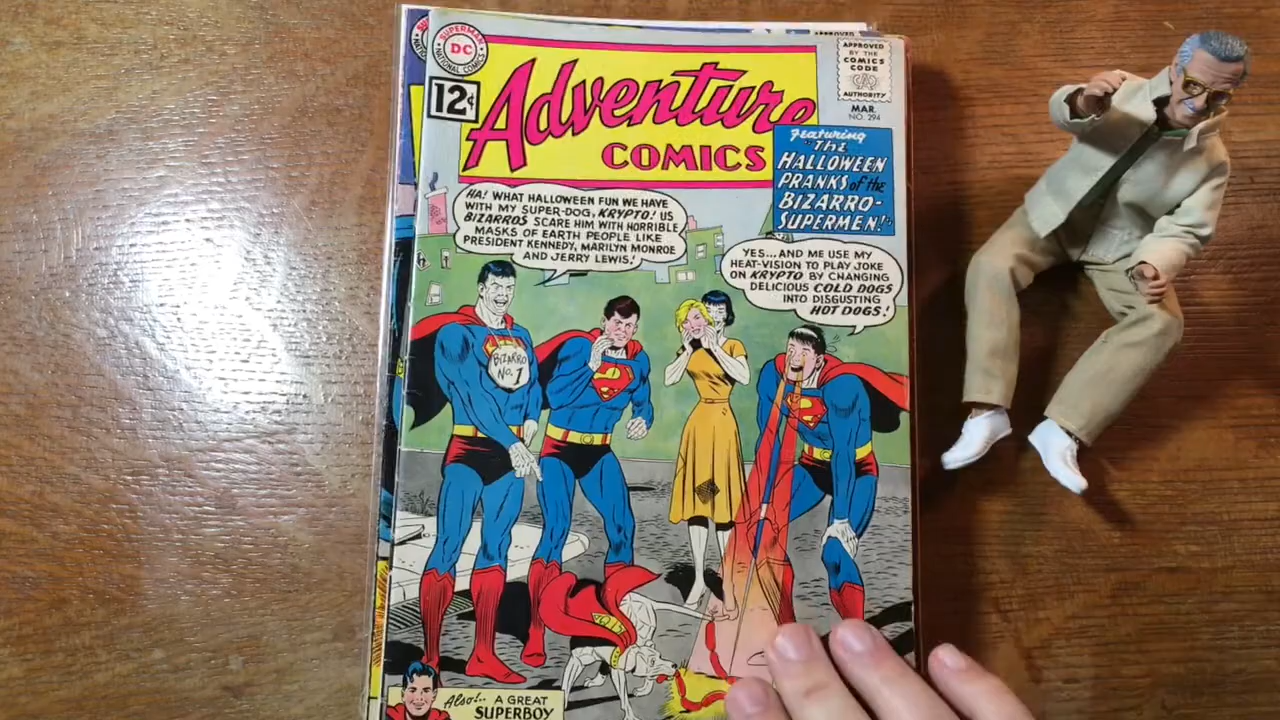 SUPERMAN
DC
NATIONAL COMICS
12¢
Adventure
COMICS
APPROVED
BY THE
COMICS
CODE
AUTHORITY
MAR.
NO. 294
Featuring
"The
HALLOWEEN
PRANKS of the
BIZARRO-
SUPERMEN!"
HA! WHAT HALLOWEEN FUN WE HAVE
WITH MY SUPER-DOG, KRYPTO! US
BIZARROS SCARE HIM WITH HORRIBLE
MASKS OF EARTH PEOPLE LIKE
PRESIDENT KENNEDY, MARILYN MONROE
AND JERRY LEWIS!
YES...AND ME USE MY
HEAT-VISION TO PLAY JOKE
ON KRYPTO BY CHANGING
DELICIOUS COLD DOGS
INTO DISGUSTING
HOT DOGS!
BIZARRO
NO. 1
Also!.. A GREAT
SUPERBOY